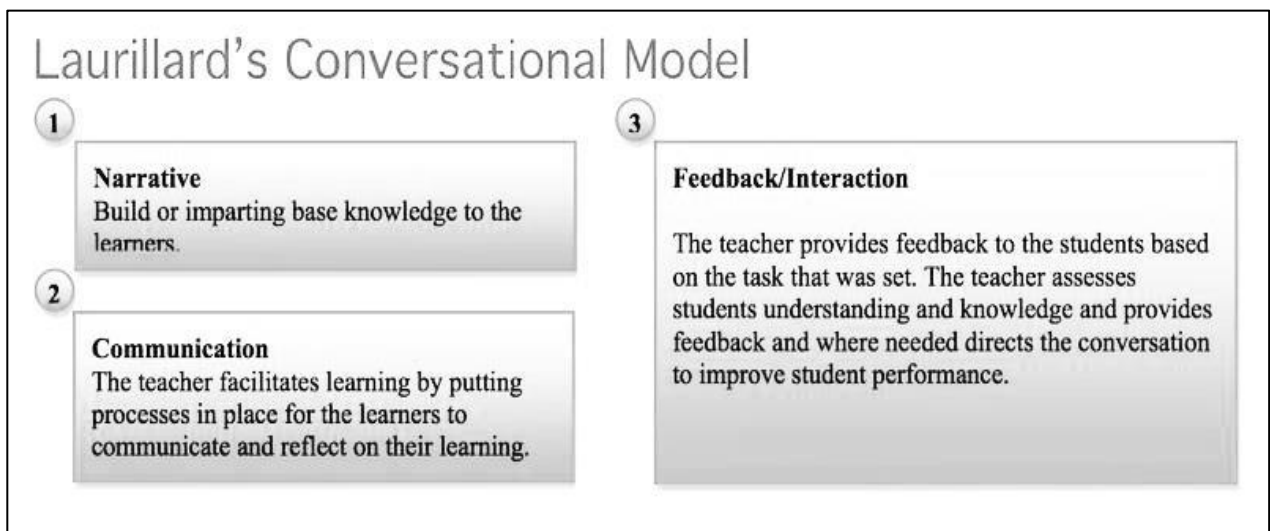 Laurillard's Conversational Model
1
Narrative
Build or imparting base knowledge to the
learners.
2
Communication
The teacher facilitates learning by putting
processes in place for the learners to
communicate and reflect on their learning.
3
Feedback/Interaction
The teacher provides feedback to the students based
on the task that was set. The teacher assesses
students understanding and knowledge and provides
feedback and where needed directs the conversation
to improve student performance.